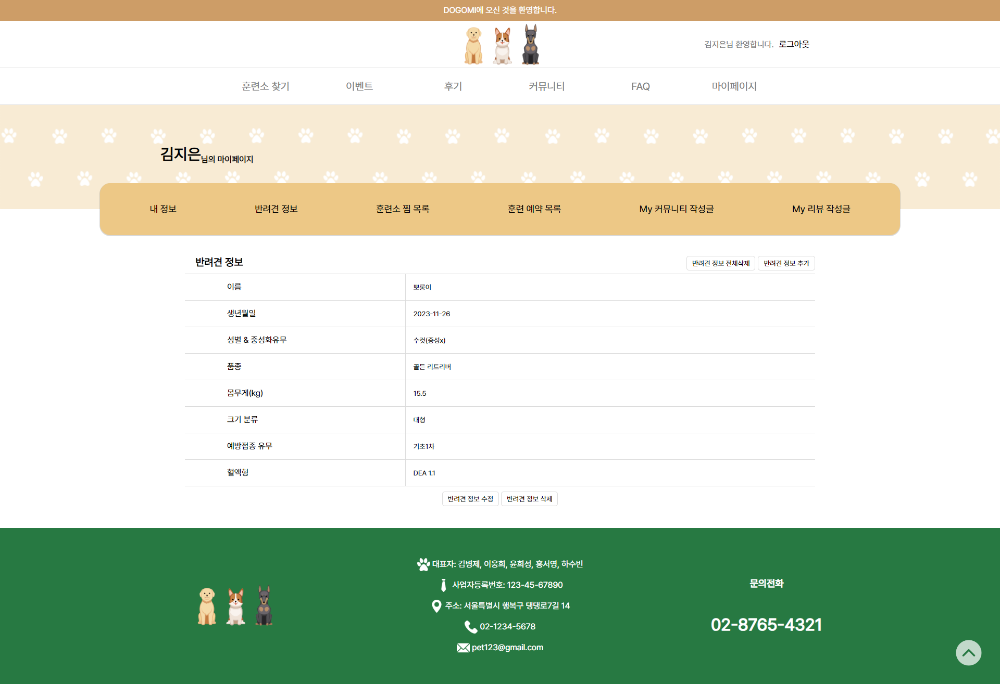 DOGOMI에 오신 것을 환영합니다.
김지은님 환영합니다. 로그아웃
훈련소 찾기 이벤트 후기 커뮤니티 FAQ 마이페이지
김지은님의 마이페이지
내 정보 반려견 정보 훈련소 찜 목록 훈련 예약 목록 My 커뮤니티 작성글 My 리뷰 작성글
반려견 정보 반려견 정보 전체삭제 반려견 정보 추가
이름 뽀롱이
생년월일 2023-11-26
성별 & 중성화유무 수컷(중성x)
품종 골든 리트리버
몸무게(kg) 15.5
크기 분류 대형
예방접종 유무 기초1차
혈액형 DEA 1.1
반려견 정보 수정 반려견 정보 삭제
대표자: 김병제, 이웅희, 윤희성, 홍서영, 하수빈
사업자등록번호: 123-45-67890
주소: 서울특별시 행복구 댕댕로7길 14
02-1234-5678
pet123@gmail.com
문의전화
02-8765-4321